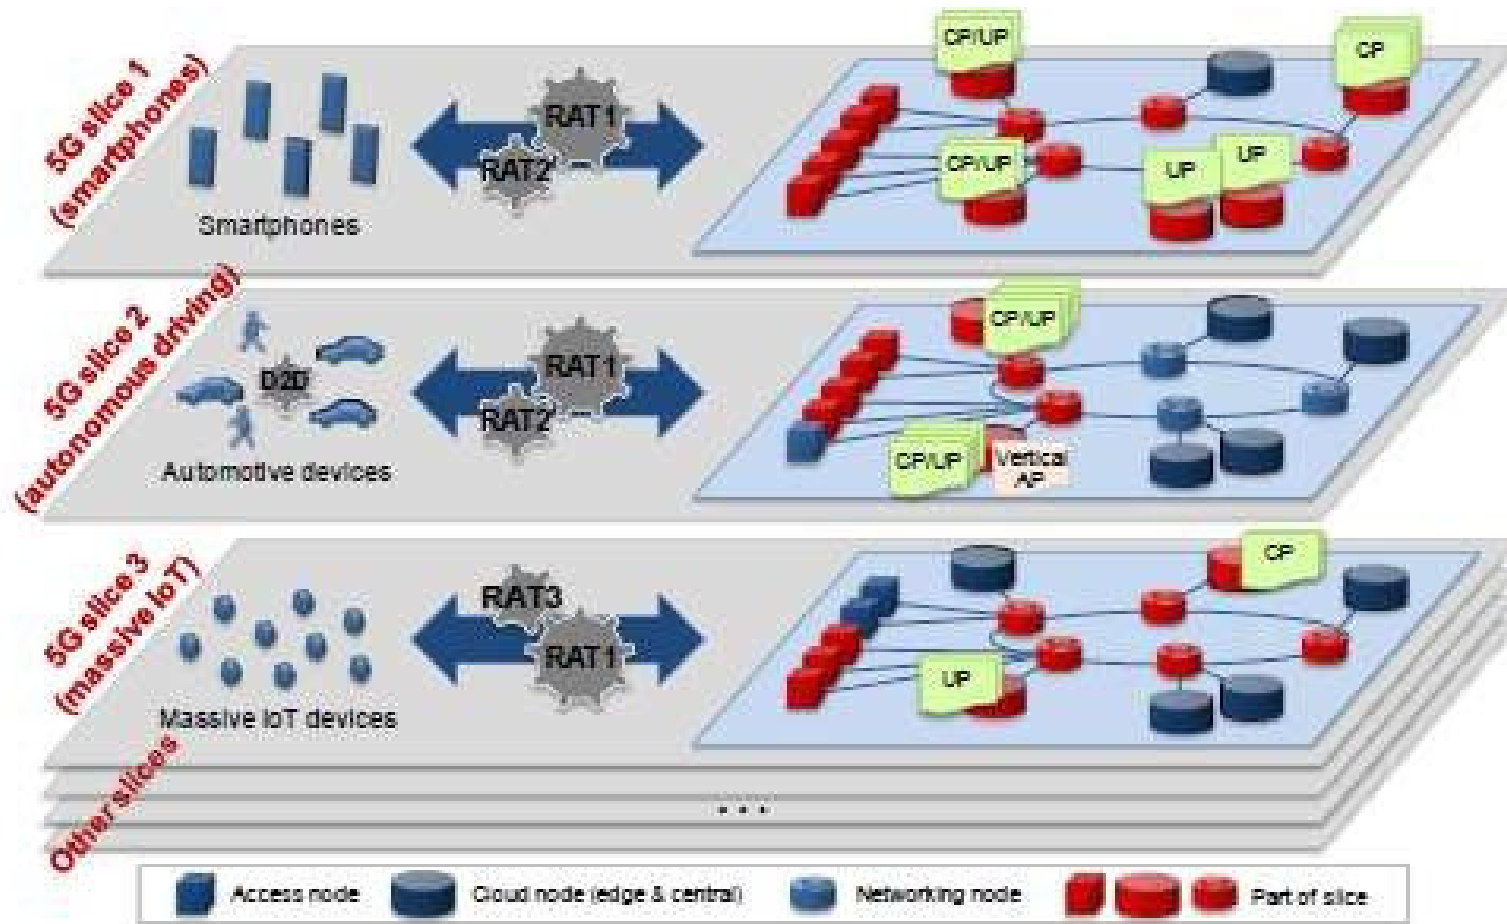 5G slice 1
(smartphones)
Smartphones
RAT1
RAT2
CP/UP
CP
CP/UP
UP
UP
5G slice 2
(autonomous driving)
D2D
Automotive devices
RAT1
RAT2
CP/UP
CP/UP
Vertical
AP
5G slice 3
(massive IoT)
Massive IoT devices
RAT3
RAT1
CP
UP
Other slices
...
Access node
Cloud node (edge & central)
Networking node
Part of slice